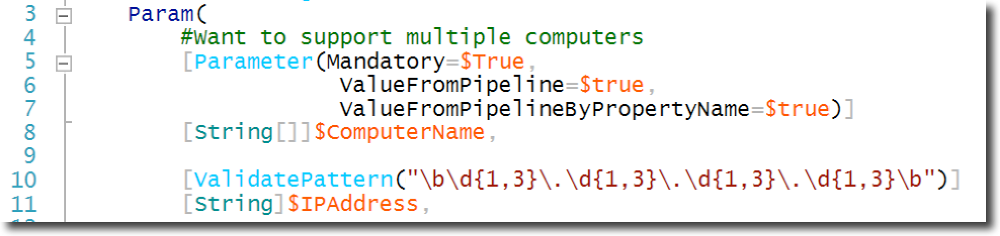 3 Param(
4 #Want to support multiple computers
5 [Parameter(Mandatory=$True,
6 ValueFromPipeline=$true,
7 ValueFromPipelineByPropertyName=$true)]
8 [String[]]$ComputerName,
9
10 [ValidatePattern("\b\d{1,3}\.\d{1,3}\.\d{1,3}\.\d{1,3}\b")]
11 [String]$IPAddress,